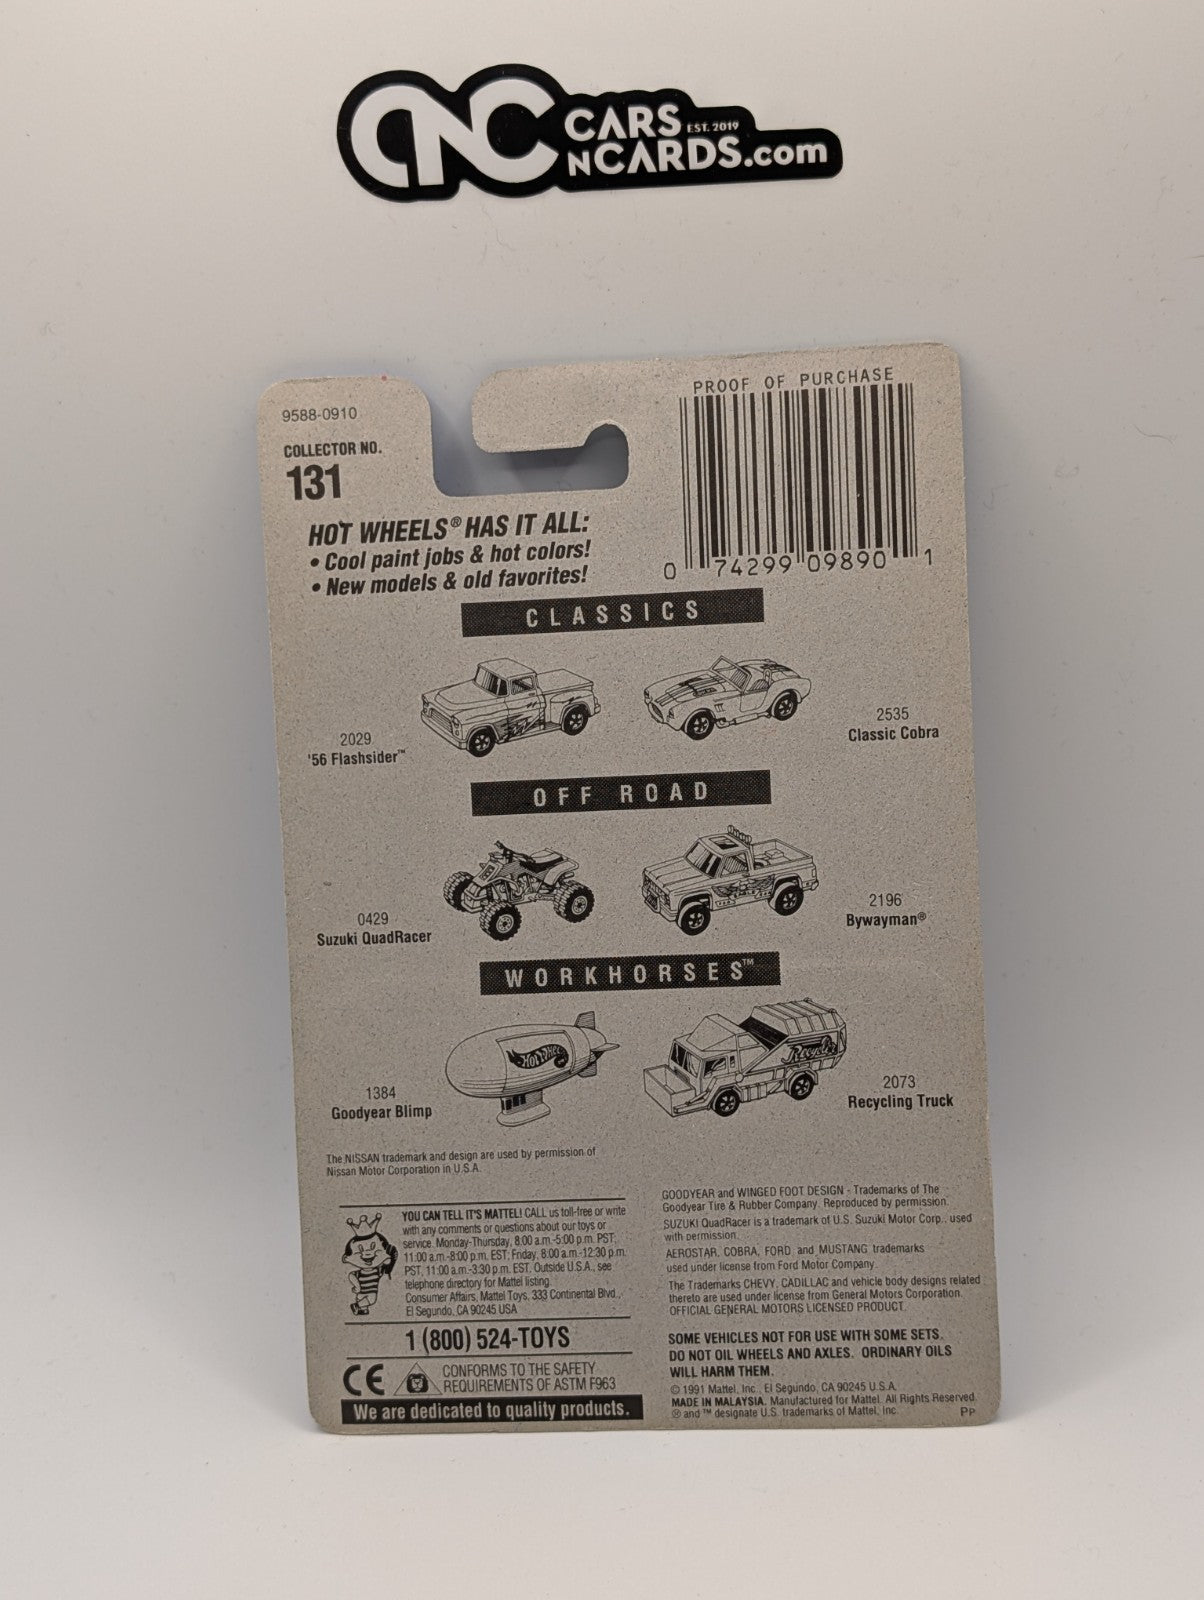 CNC CARS EST. 2019
NCARDS.com
9588-0910
COLLECTOR NO.
131
PROOF OF PURCHASE
0 74299 09890 1
HOT WHEELS® HAS IT ALL:
• Cool paint jobs & hot colors!
• New models & old favorites!
CLASSICS
2029
'56 Flashsider™
2535
Classic Cobra
OFF ROAD
0429
Suzuki QuadRacer
2196
Bywayman®
WORKHORSES™
Hot Wheels
Recycler
1384
Goodyear Blimp
2073
Recycling Truck
The NISSAN trademark and design are used by permission of
Nissan Motor Corporation in U.S.A.
YOU CAN TELL IT'S MATTEL! CALL us toll-free or write
with any comments or questions about our toys or
service. Monday-Thursday, 8:00 a.m.-5:00 p.m. PST;
11:00 a.m.-8:00 p.m. EST; Friday, 8:00 a.m.-12:30 p.m.
PST, 11:00 a.m.-3:30 p.m. EST. Outside U.S.A., see
telephone directory for Mattel listing.
Consumer Affairs, Mattel Toys, 333 Continental Blvd.,
El Segundo, CA 90245 USA
1 (800) 524-TOYS
CE CONFORMS TO THE SAFETY
REQUIREMENTS OF ASTM F963
We are dedicated to quality products.
GOODYEAR and WINGED FOOT DESIGN - Trademarks of The
Goodyear Tire & Rubber Company. Reproduced by permission.
SUZUKI QuadRacer is a trademark of U.S. Suzuki Motor Corp., used
with permission.
AEROSTAR, COBRA, FORD and MUSTANG trademarks
used under license from Ford Motor Company.
The Trademarks CHEVY, CADILLAC and vehicle body designs related
thereto are used under license from General Motors Corporation.
OFFICIAL GENERAL MOTORS LICENSED PRODUCT.
SOME VEHICLES NOT FOR USE WITH SOME SETS.
DO NOT OIL WHEELS AND AXLES. ORDINARY OILS
WILL HARM THEM.
© 1991 Mattel, Inc., El Segundo, CA 90245 U.S.A.
MADE IN MALAYSIA. Manufactured for Mattel. All Rights Reserved.
® and ™ designate U.S. trademarks of Mattel, Inc.
PP